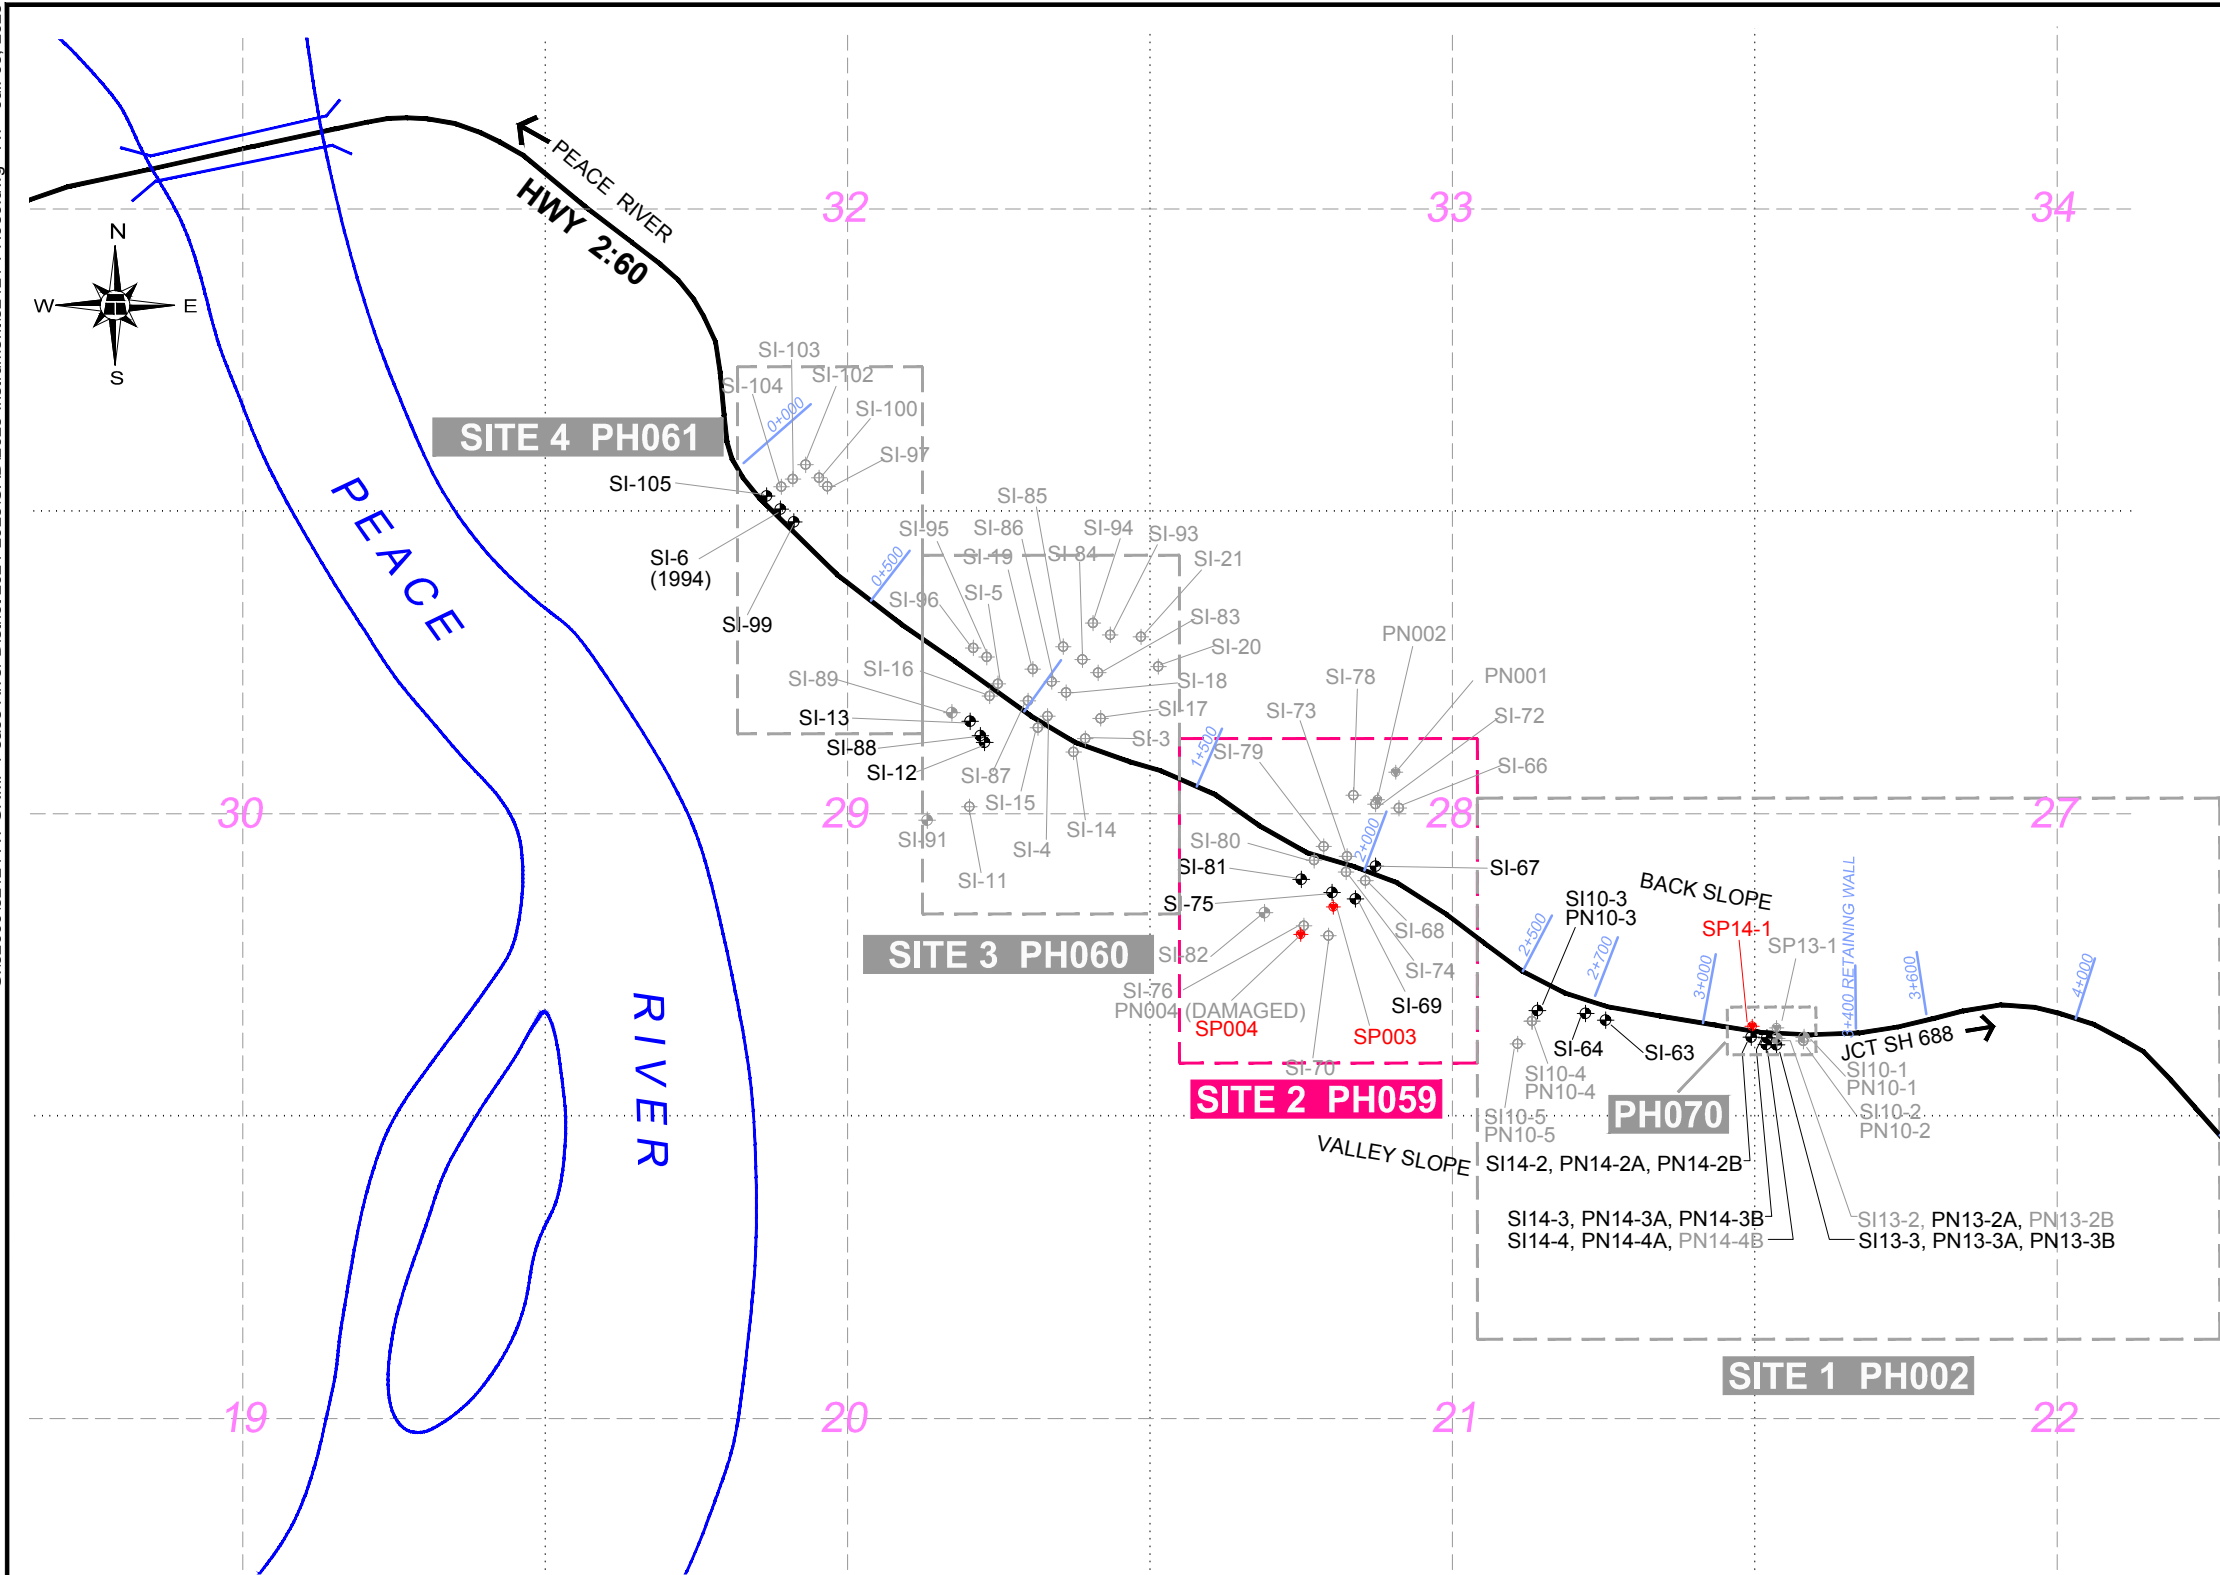 PEACE RIVER
HWY 2:60
32
33
34
N
W
E
S
SI-103
SI-104
SI-102
0+000
SI-100
SITE 4 PH061
SI-97
SI-105
SI-6
(1994)
SI-99
PEACE
RIVER
0+500
SI-85
SI-95
SI-86
SI-94
SI-93
SI-19
SI-84
SI-21
SI-96
SI-5
SI-83
SI-20
SI-16
SI-89
SI-18
SI-13
SI-17
SI-88
SI-3
SI-12
SI-87
SI-15
SI-14
SI-91
SI-4
SI-11
SITE 3 PH060
30
29
28
27
PN002
SI-78
PN001
SI-73
SI-72
1+500
SI-79
SI-66
2+000
SI-80
SI-81
SI-67
SI-75
SI-68
SI-82
SI-74
SI-76
PN004 (DAMAGED)
SI-69
SP004
SP003
SI-70
SITE 2 PH059
VALLEY SLOPE
BACK SLOPE
SI10-3
PN10-3
2+500
2+700
SP14-1
SP13-1
3+000
3+400 RETAINING WALL
3+600
4+000
SI-64
SI-63
JCT SH 688
SI10-4
PN10-4
SI10-1
PN10-1
SI10-5
PN10-5
PH070
SI10-2
PN10-2
SI14-2, PN14-2A, PN14-2B
SI14-3, PN14-3A, PN14-3B
SI14-4, PN14-4A, PN14-4B
SI13-2, PN13-2A, PN13-2B
SI13-3, PN13-3A, PN13-3B
SITE 1 PH002
19
20
21
22